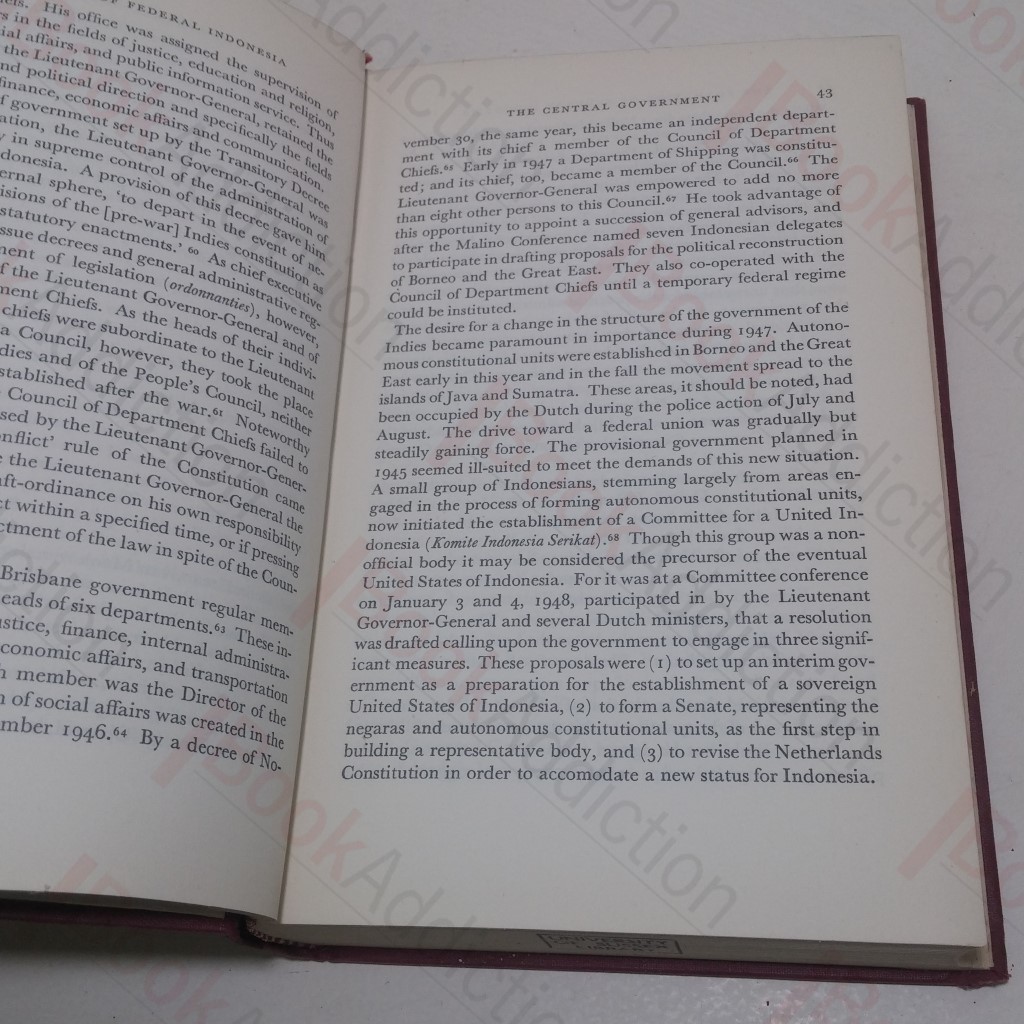 OF FEDERAL INDONESIA
His office was assigned the supervision of
rs in the fields of justice, education and religion,
ial affairs, and public information service. Thus
the Lieutenant Governor-General, retained the
nd political direction and specifically the fields
finance, economic affairs and communication.
f government set up by the Transitory Decree
ation, the Lieutenant Governor-General was
y in supreme control of the administration of
donesia. A provision of this decree gave him
ernal sphere, 'to depart in the event of ne-
isions of the [pre-war] Indies constitution as
statutory enactments.' 60 As chief executive
issue decrees and general administrative reg-
ment of legislation (ordonnanties), however,
f the Lieutenant Governor-General and of
ment Chiefs. As the heads of their indivi-
chiefs were subordinate to the Lieutenant
a Council, however, they took the place
dies and of the People's Council, neither
stablished after the war.61 Noteworthy
Council of Department Chiefs failed to
sed by the Lieutenant Governor-Gener-
nflict' rule of the Constitution came
e the Lieutenant Governor-General the
ft-ordinance on his own responsibility
ct within a specified time, or if pressing
ctment of the law in spite of the Coun-
Brisbane government regular mem-
eads of six departments.63 These in-
ustice, finance, internal administra-
conomic affairs, and transportation
h member was the Director of the
n of social affairs was created in the
mber 1946.64 By a decree of No-
THE CENTRAL GOVERNMENT 43
vember 30, the same year, this became an independent depart-
ment with its chief a member of the Council of Department
Chiefs.65 Early in 1947 a Department of Shipping was constitu-
ted; and its chief, too, became a member of the Council.66 The
Lieutenant Governor-General was empowered to add no more
than eight other persons to this Council.67 He took advantage of
this opportunity to appoint a succession of general advisors, and
after the Malino Conference named seven Indonesian delegates
to participate in drafting proposals for the political reconstruction
of Borneo and the Great East. They also co-operated with the
Council of Department Chiefs until a temporary federal regime
could be instituted.
The desire for a change in the structure of the government of the
Indies became paramount in importance during 1947. Autono-
mous constitutional units were established in Borneo and the Great
East early in this year and in the fall the movement spread to the
islands of Java and Sumatra. These areas, it should be noted, had
been occupied by the Dutch during the police action of July and
August. The drive toward a federal union was gradually but
steadily gaining force. The provisional government planned in
1945 seemed ill-suited to meet the demands of this new situation.
A small group of Indonesians, stemming largely from areas en-
gaged in the process of forming autonomous constitutional units,
now initiated the establishment of a Committee for a United In-
donesia (Komite Indonesia Serikat).68 Though this group was a non-
official body it may be considered the precursor of the eventual
United States of Indonesia. For it was at a Committee conference
on January 3 and 4, 1948, participated in by the Lieutenant
Governor-General and several Dutch ministers, that a resolution
was drafted calling upon the government to engage in three signif-
icant measures. These proposals were (1) to set up an interim gov-
ernment as a preparation for the establishment of a sovereign
United States of Indonesia, (2) to form a Senate, representing the
negaras and autonomous constitutional units, as the first step in
building a representative body, and (3) to revise the Netherlands
Constitution in order to accomodate a new status for Indonesia.
UNIVERSITY
LIBRARY
BookAddiction